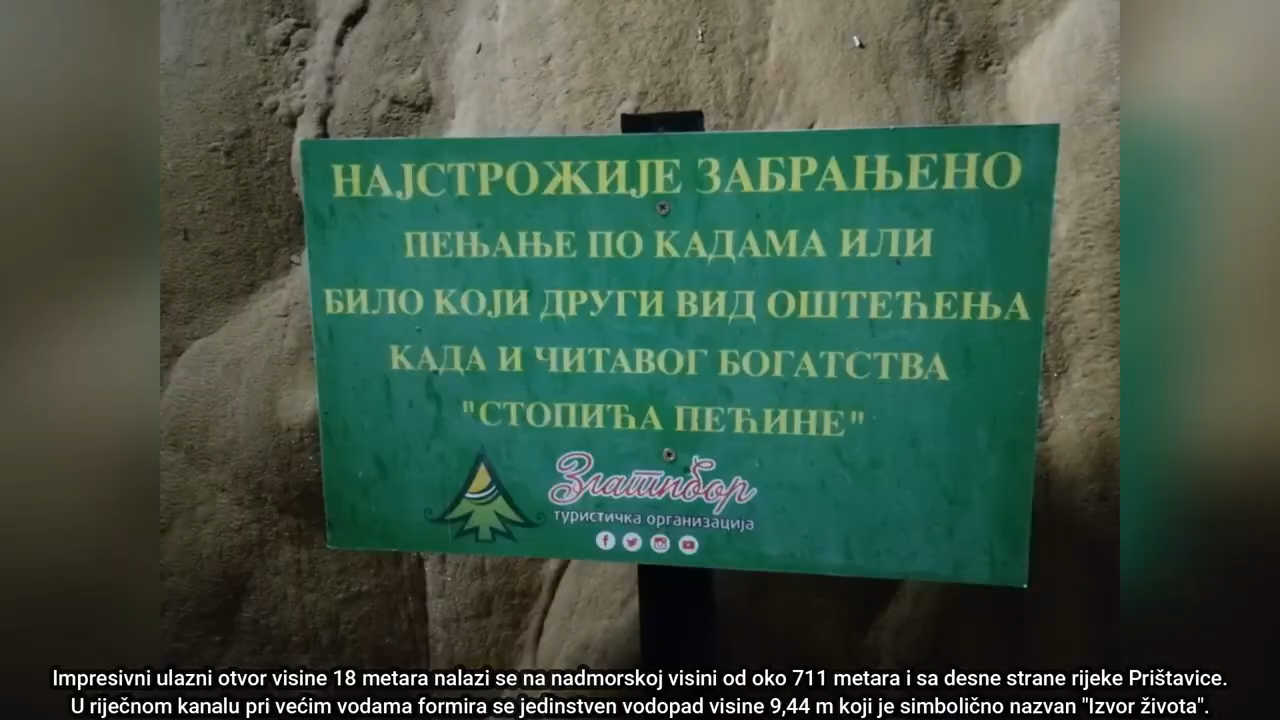 НАЈСТРОЖИЈЕ ЗАБРАЊЕНО
ПЕЊАЊЕ ПО КАДАМА ИЛИ
БИЛО КОЈИ ДРУГИ ВИД ОШТЕЋЕЊА
КАДА И ЧИТАВОГ БОГАТСТВА
"СТОПИЋА ПЕЋИНЕ"
Златибор
туристичка организација
Impresivni ulazni otvor visine 18 metara nalazi se na nadmorskoj visini od oko 711 metara i sa desne strane rijeke Prištavice.
U riječnom kanalu pri većim vodama formira se jedinstven vodopad visine 9,44 m koji je simbolično nazvan "Izvor života".